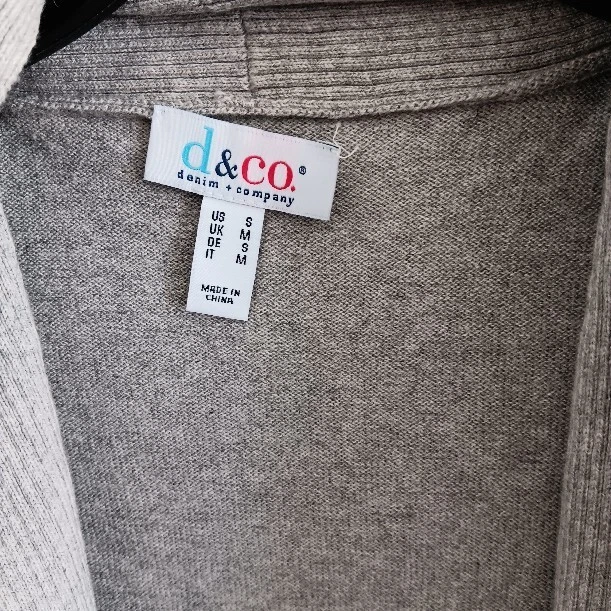 d&co.®
denim + company
US S
UK M
DE S
IT M
MADE IN
CHINA